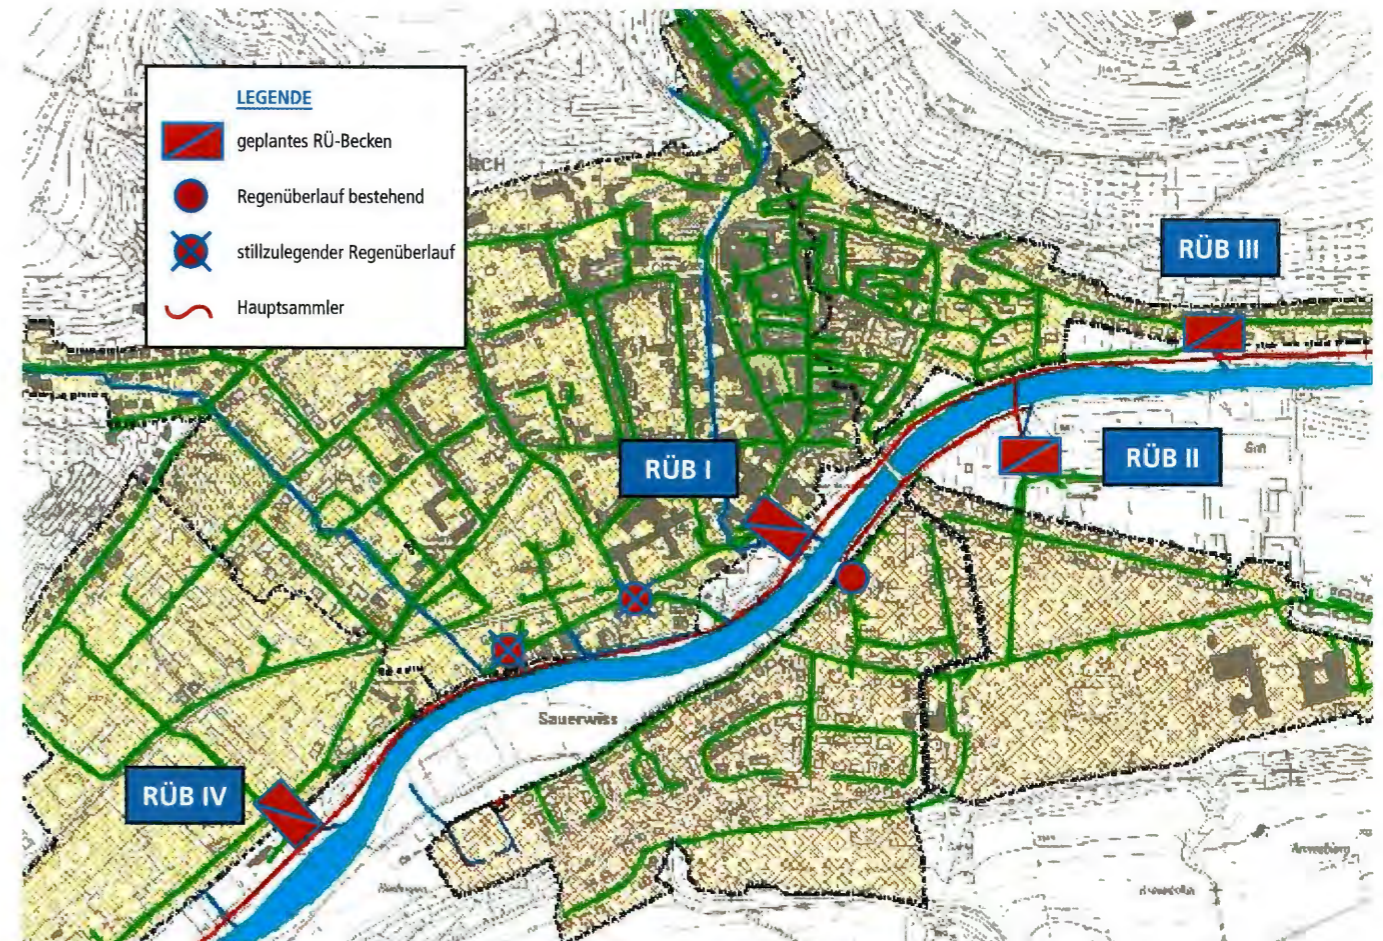 LEGENDE
geplantes RÜ-Becken
Regenüberlauf bestehend
stillzulegender Regenüberlauf
Hauptsammler
RÜB III
RÜB I
RÜB II
Sauerwiss
RÜB IV